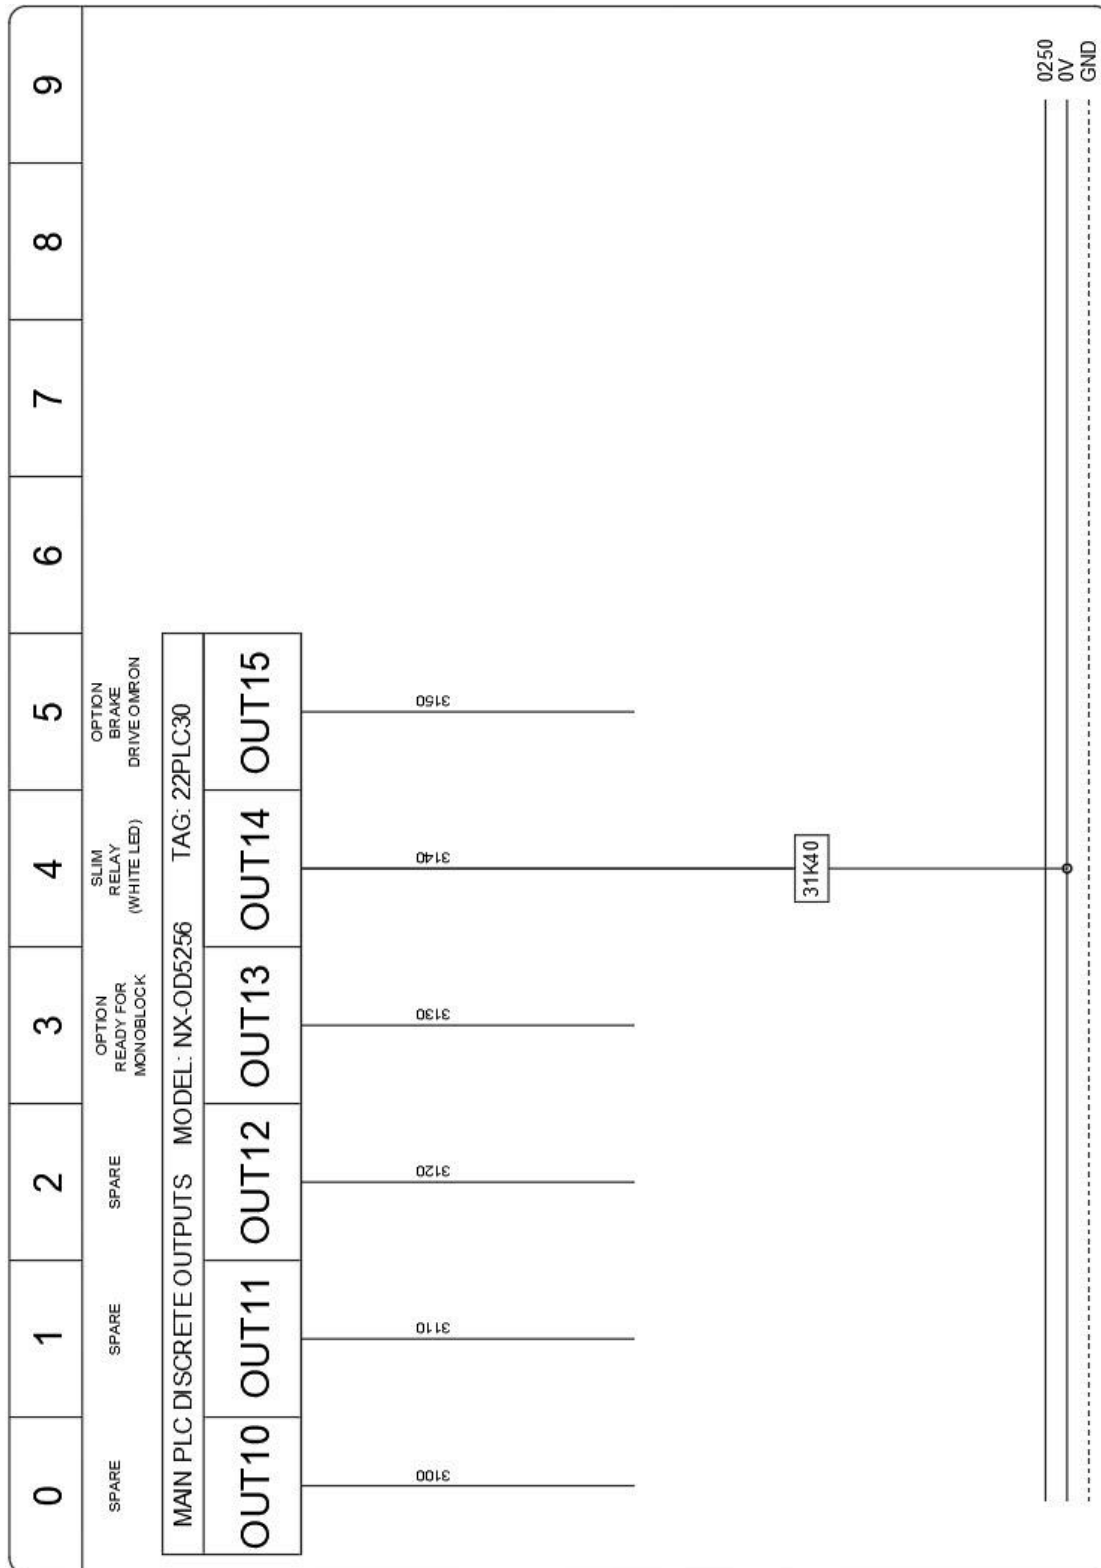 0
1
2
3
4
5
6
7
8
9
SPARE
SPARE
SPARE
OPTION
READY FOR
MONOBLOCK
SLIM
RELAY
(WHITE LED)
OPTION
BRAKE
DRIVE OMRON
MAIN PLC DISCRETE OUTPUTS MODEL: NX-OD5256 TAG: 22PLC30
OUT10
OUT11
OUT12
OUT13
OUT14
OUT15
3100
3110
3120
3130
3140
3150
31K40
0250
0V
GND